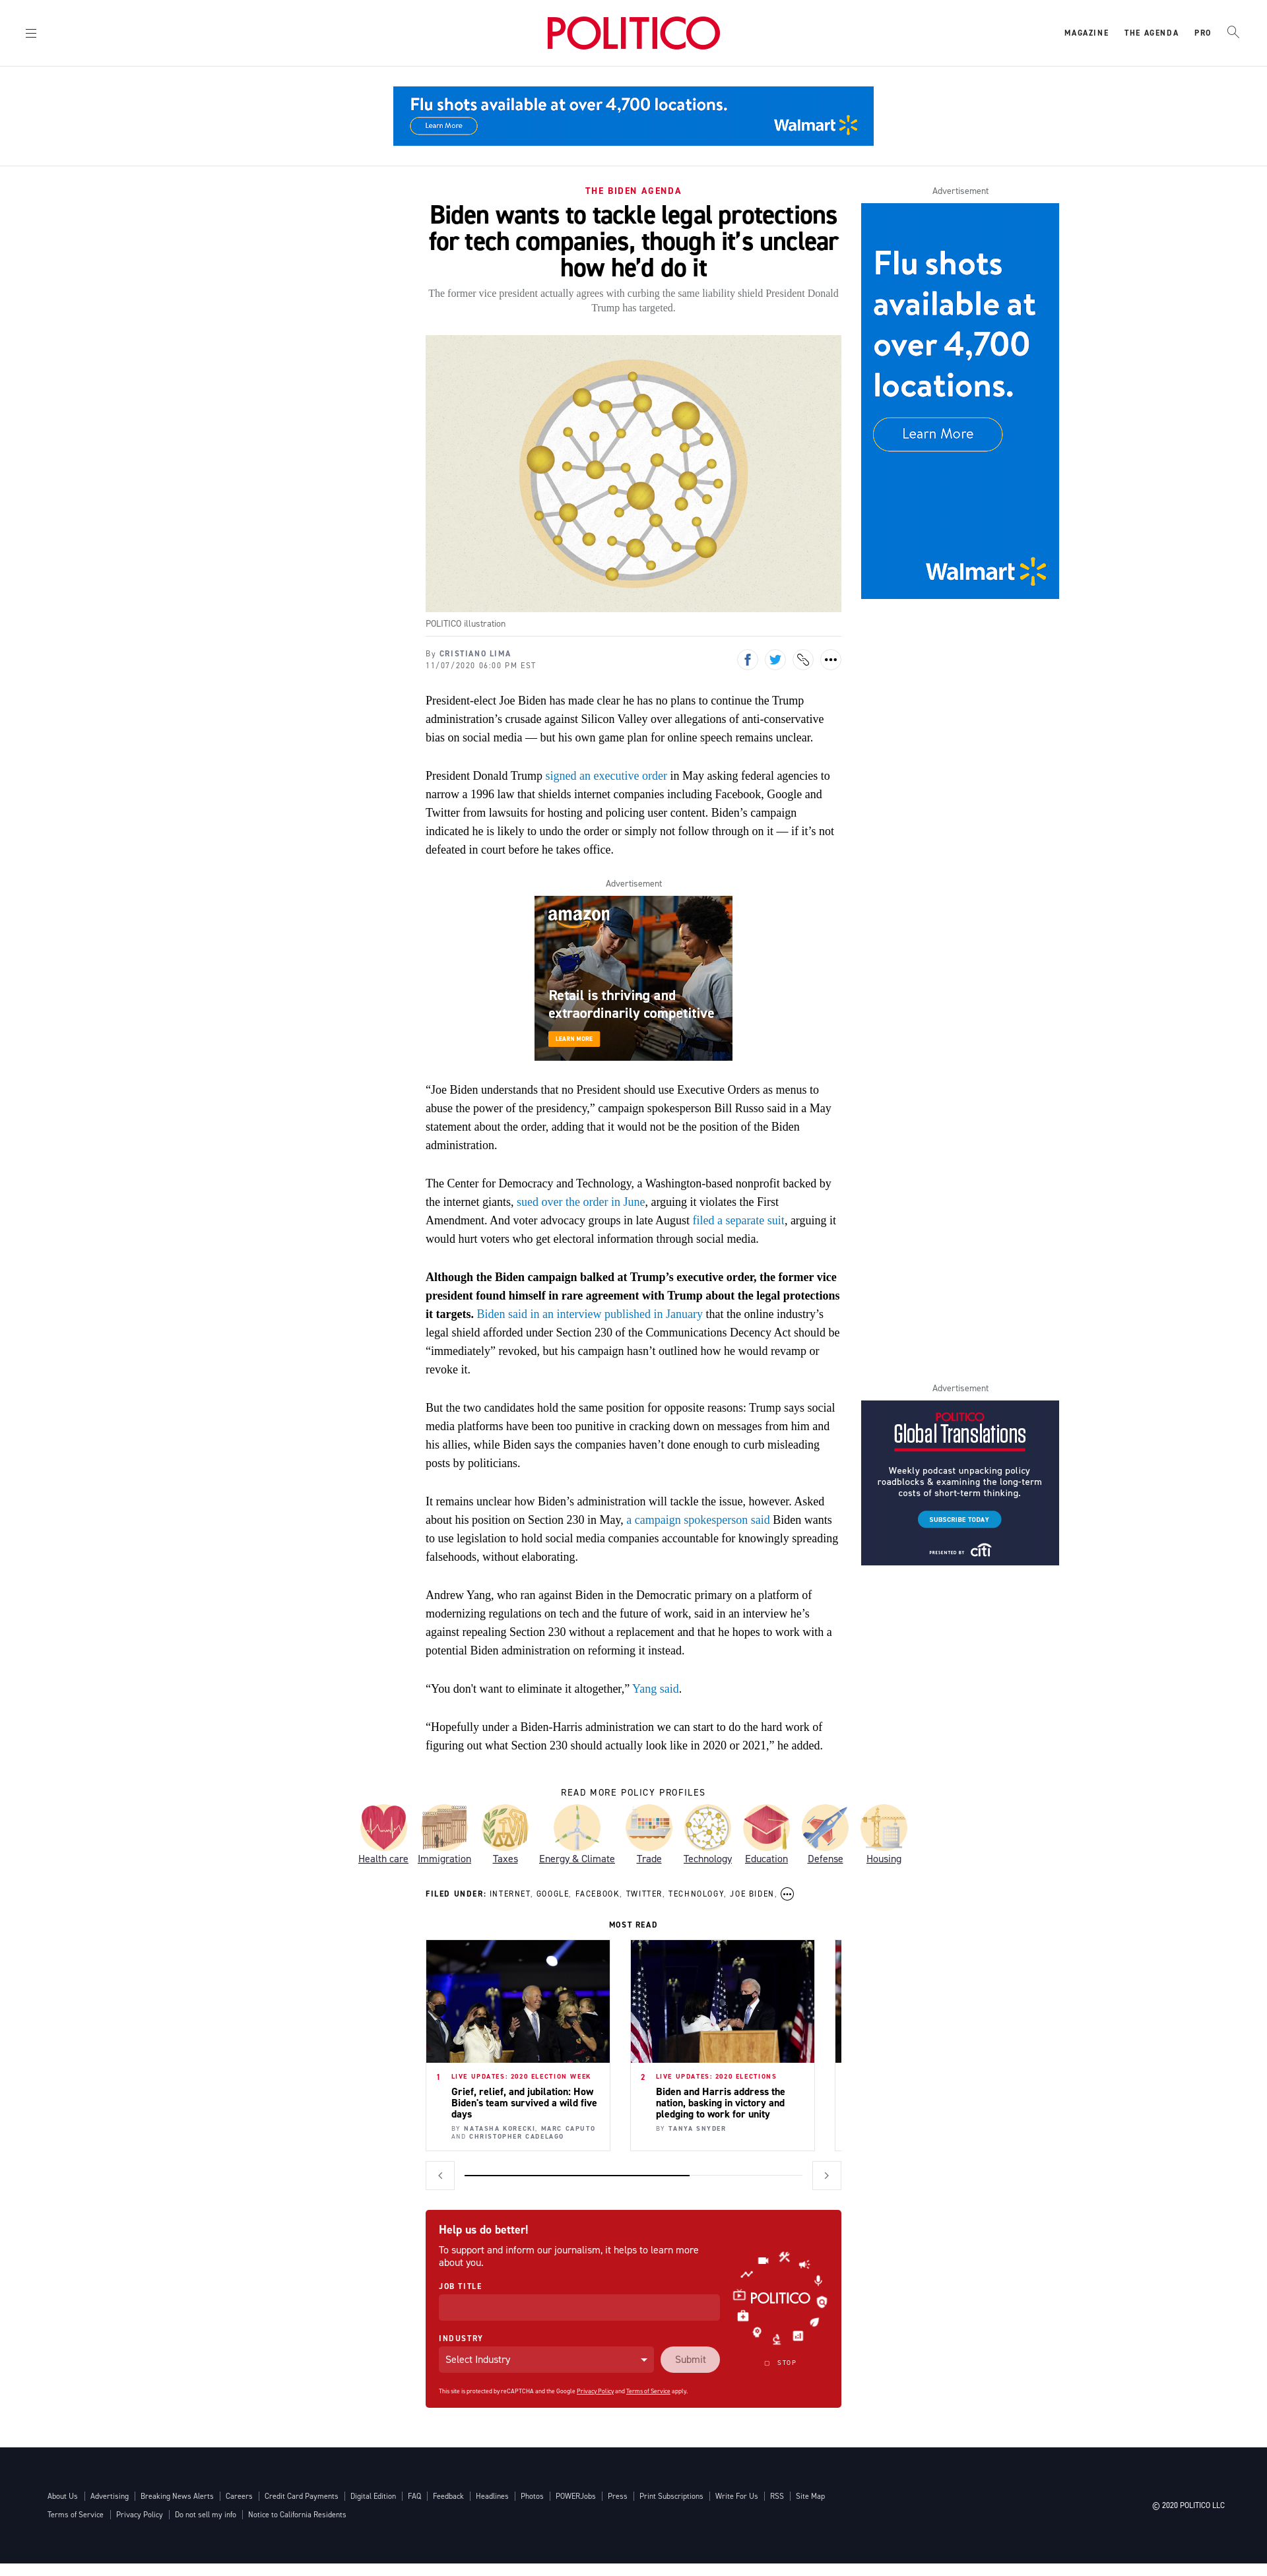 POLITICO
MAGAZINE
THE AGENDA
PRO
Flu shots available at over 4,700 locations.
Learn More
Walmart
THE BIDEN AGENDA
Biden wants to tackle legal protections
for tech companies, though it’s unclear
how he’d do it
The former vice president actually agrees with curbing the same liability shield President Donald
Trump has targeted.
Advertisement
Flu shots
available at
over 4,700
locations.
Learn More
Walmart
POLITICO illustration
By CRISTIANO LIMA
11/07/2020 06:00 PM EST
President-elect Joe Biden has made clear he has no plans to continue the Trump
administration’s crusade against Silicon Valley over allegations of anti-conservative
bias on social media — but his own game plan for online speech remains unclear.
President Donald Trump signed an executive order in May asking federal agencies to
narrow a 1996 law that shields internet companies including Facebook, Google and
Twitter from lawsuits for hosting and policing user content. Biden’s campaign
indicated he is likely to undo the order or simply not follow through on it — if it’s not
defeated in court before he takes office.
Advertisement
amazon
Retail is thriving and
extraordinarily competitive
LEARN MORE
“Joe Biden understands that no President should use Executive Orders as menus to
abuse the power of the presidency,” campaign spokesperson Bill Russo said in a May
statement about the order, adding that it would not be the position of the Biden
administration.
The Center for Democracy and Technology, a Washington-based nonprofit backed by
the internet giants, sued over the order in June, arguing it violates the First
Amendment. And voter advocacy groups in late August filed a separate suit, arguing it
would hurt voters who get electoral information through social media.
Although the Biden campaign balked at Trump’s executive order, the former vice
president found himself in rare agreement with Trump about the legal protections
it targets. Biden said in an interview published in January that the online industry’s
legal shield afforded under Section 230 of the Communications Decency Act should be
“immediately” revoked, but his campaign hasn’t outlined how he would revamp or
revoke it.
But the two candidates hold the same position for opposite reasons: Trump says social
media platforms have been too punitive in cracking down on messages from him and
his allies, while Biden says the companies haven’t done enough to curb misleading
posts by politicians.
Advertisement
POLITICO
Global Translations
Weekly podcast unpacking policy
roadblocks & examining the long-term
costs of short-term thinking.
SUBSCRIBE TODAY
PRESENTED BY citi
It remains unclear how Biden’s administration will tackle the issue, however. Asked
about his position on Section 230 in May, a campaign spokesperson said Biden wants
to use legislation to hold social media companies accountable for knowingly spreading
falsehoods, without elaborating.
Andrew Yang, who ran against Biden in the Democratic primary on a platform of
modernizing regulations on tech and the future of work, said in an interview he’s
against repealing Section 230 without a replacement and that he hopes to work with a
potential Biden administration on reforming it instead.
“You don't want to eliminate it altogether,” Yang said.
“Hopefully under a Biden-Harris administration we can start to do the hard work of
figuring out what Section 230 should actually look like in 2020 or 2021,” he added.
READ MORE POLICY PROFILES
Health care
Immigration
Taxes
Energy & Climate
Trade
Technology
Education
Defense
Housing
FILED UNDER: INTERNET, GOOGLE, FACEBOOK, TWITTER, TECHNOLOGY, JOE BIDEN,
MOST READ
1 LIVE UPDATES: 2020 ELECTION WEEK
Grief, relief, and jubilation: How
Biden's team survived a wild five
days
BY NATASHA KORECKI, MARC CAPUTO
AND CHRISTOPHER CADELAGO
2 LIVE UPDATES: 2020 ELECTIONS
Biden and Harris address the
nation, basking in victory and
pledging to work for unity
BY TANYA SNYDER
Help us do better!
To support and inform our journalism, it helps to learn more
about you.
JOB TITLE
INDUSTRY
Select Industry
Submit
POLITICO
STOP
This site is protected by reCAPTCHA and the Google Privacy Policy and Terms of Service apply.
About Us
Advertising
Breaking News Alerts
Careers
Credit Card Payments
Digital Edition
FAQ
Feedback
Headlines
Photos
POWERJobs
Press
Print Subscriptions
Write For Us
RSS
Site Map
Terms of Service
Privacy Policy
Do not sell my info
Notice to California Residents
© 2020 POLITICO LLC